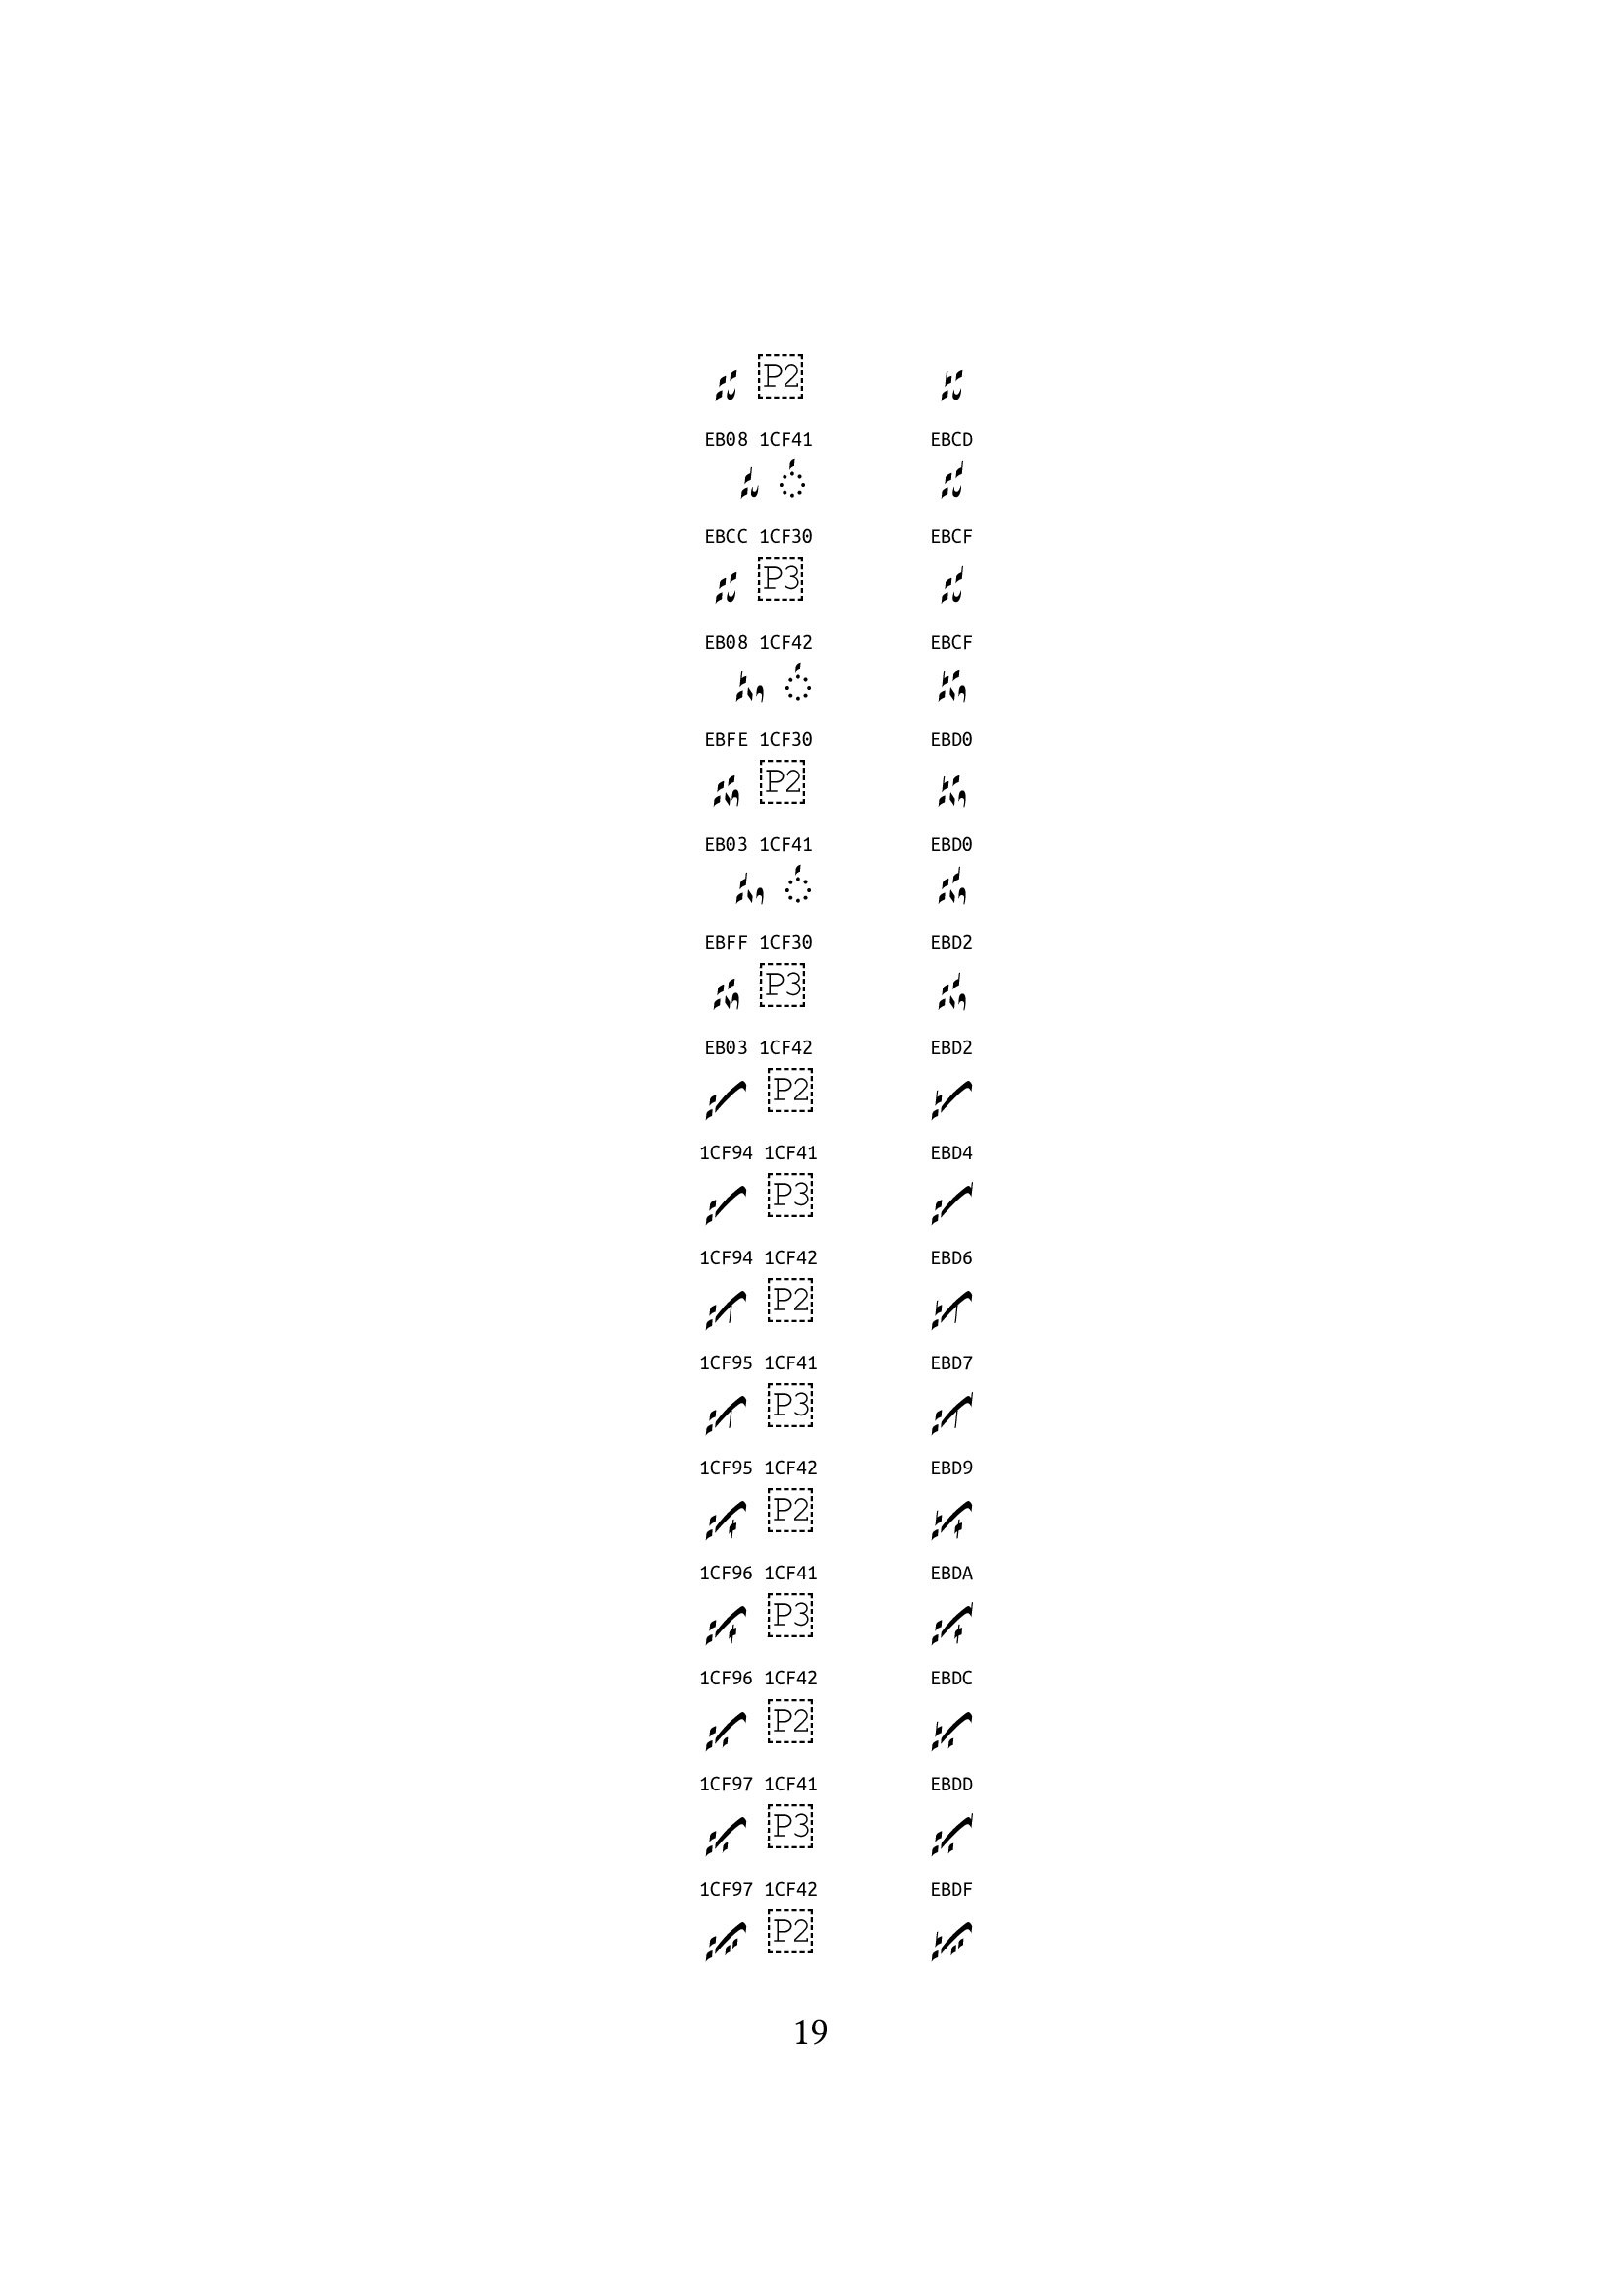 P2
EB08 1CF41 EBCD
EBCC 1CF30 EBCF
P3
EB08 1CF42 EBCF
EBFE 1CF30 EBD0
P2
EB03 1CF41 EBD0
EBFF 1CF30 EBD2
P3
EB03 1CF42 EBD2
P2
1CF94 1CF41 EBD4
P3
1CF94 1CF42 EBD6
P2
1CF95 1CF41 EBD7
P3
1CF95 1CF42 EBD9
P2
1CF96 1CF41 EBDA
P3
1CF96 1CF42 EBDC
P2
1CF97 1CF41 EBDD
P3
1CF97 1CF42 EBDF
P2
19